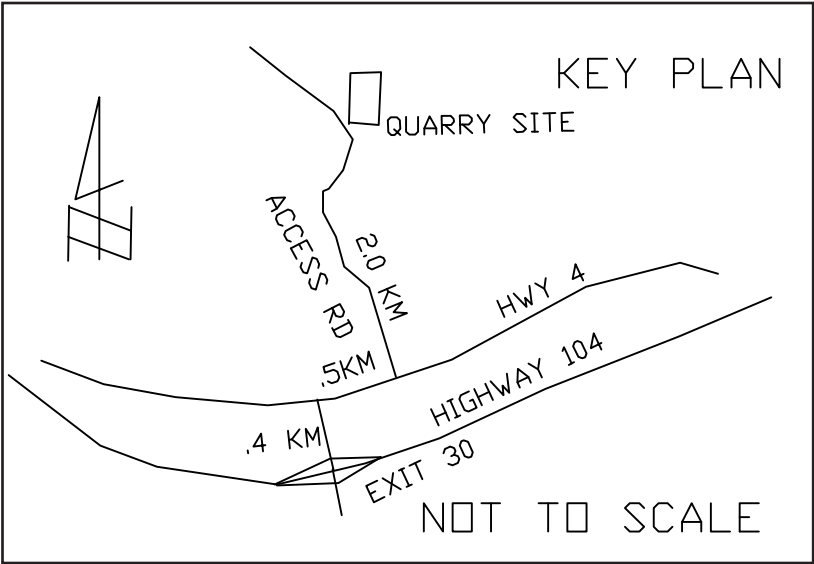 KEY PLAN
QUARRY SITE
ACCESS RD
2.0 KM
HWY 4
.5KM
HIGHWAY 104
.4 KM
EXIT 30
NOT TO SCALE